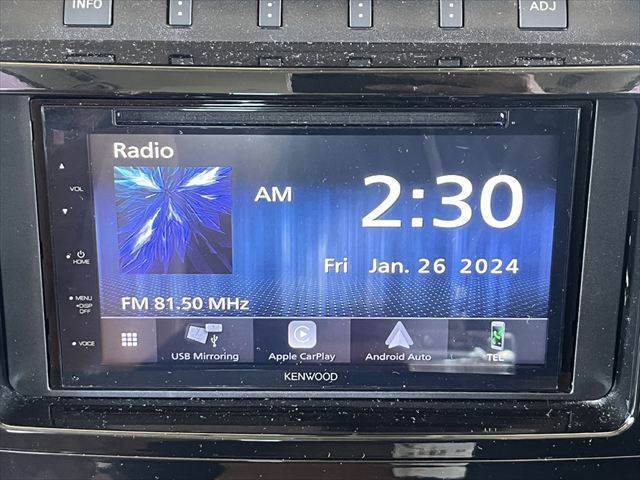 INFO
ADJ
Radio
VOL
AM 2:30
HOME
Fri Jan. 26 2024
MENU
•DISP
OFF
FM 81.50 MHz
VOICE
USB Mirroring
Apple CarPlay
Android Auto
TEL
KENWOOD